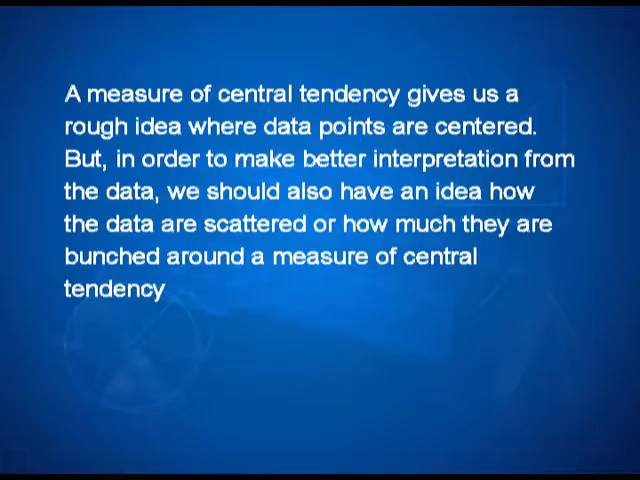 A measure of central tendency gives us a
rough idea where data points are centered.
But, in order to make better interpretation from
the data, we should also have an idea how
the data are scattered or how much they are
bunched around a measure of central
tendency